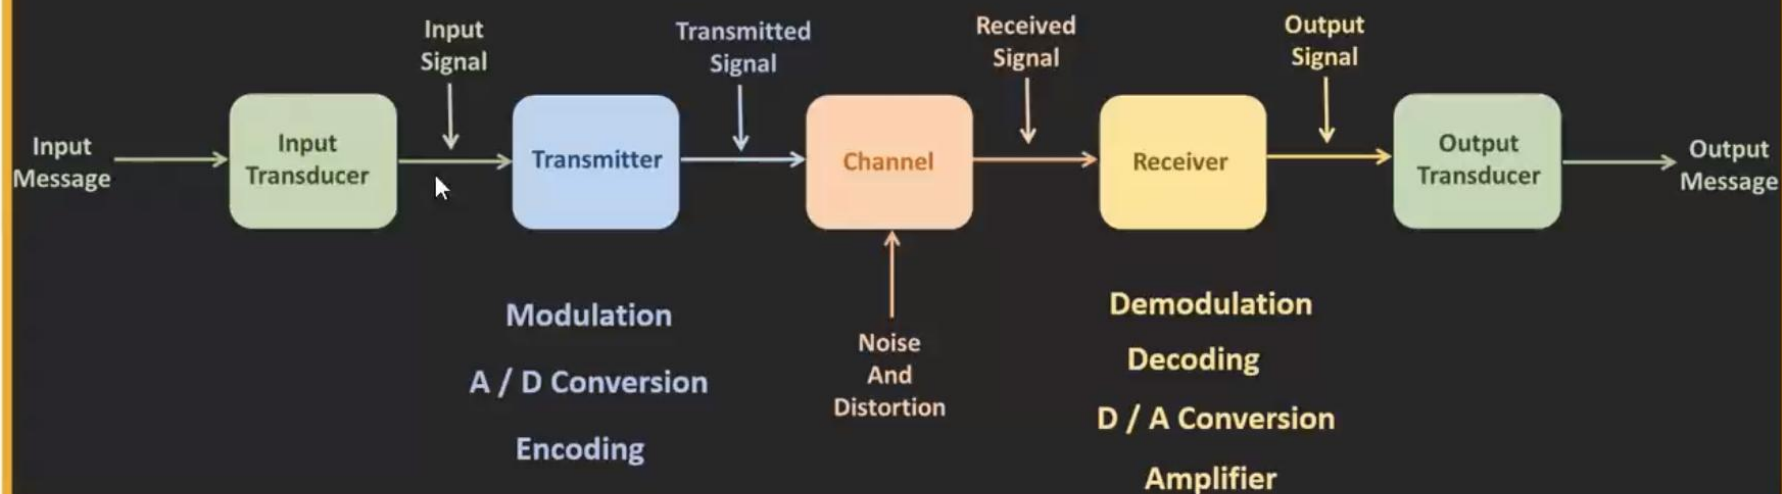 Input
Message
Input
Transducer
Input
Signal
Transmitter
Transmitted
Signal
Channel
Received
Signal
Receiver
Output
Signal
Output
Transducer
Output
Message
Modulation
A / D Conversion
Encoding
Noise
And
Distortion
Demodulation
Decoding
D / A Conversion
Amplifier